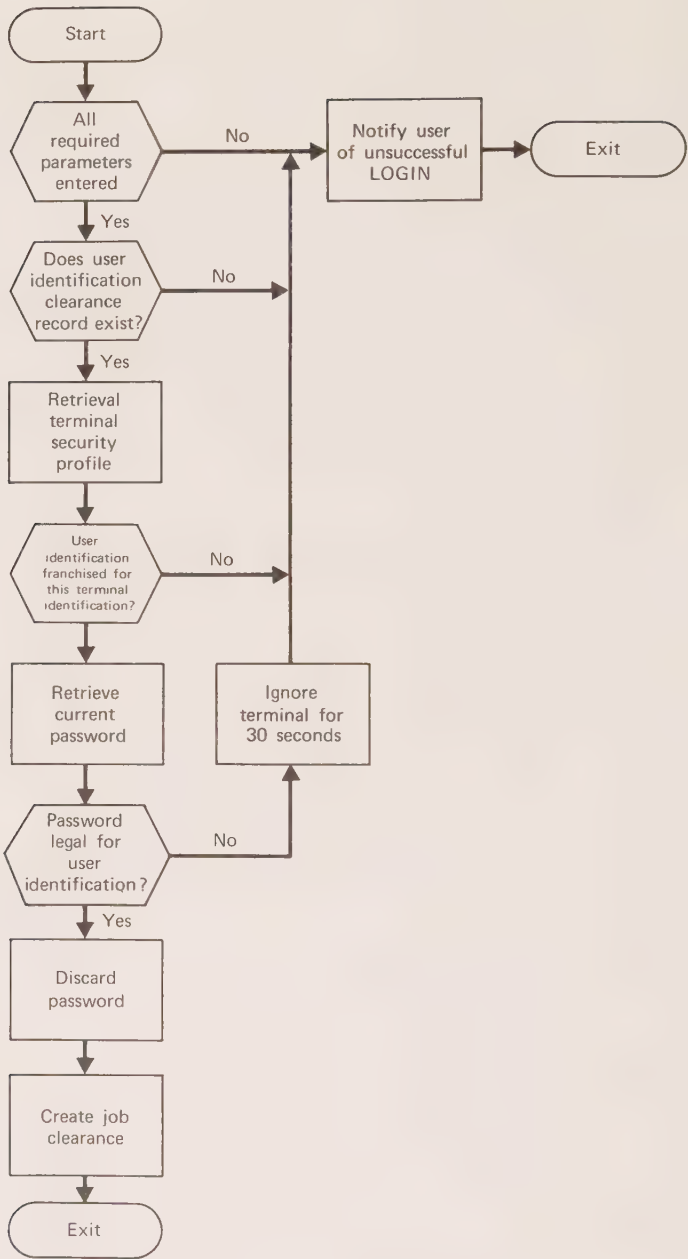 Start
All
required
parameters
entered
No
Notify user
of unsuccessful
LOGIN
Exit
Yes
Does user
identification
clearance
record exist?
No
Yes
Retrieval
terminal
security
profile
User
identification
franchised for
this terminal
identification?
No
Retrieve
current
password
Ignore
terminal for
30 seconds
Password
legal for
user
identification?
No
Yes
Discard
password
Create job
clearance
Exit